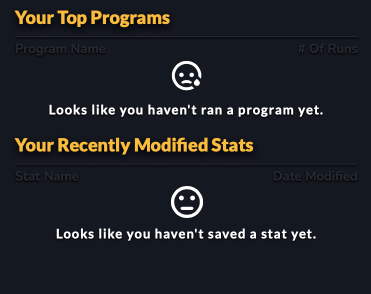 Your Top Programs
Program Name # Of Runs
Looks like you haven't ran a program yet.
Your Recently Modified Stats
Stat Name Date Modified
Looks like you haven't saved a stat yet.